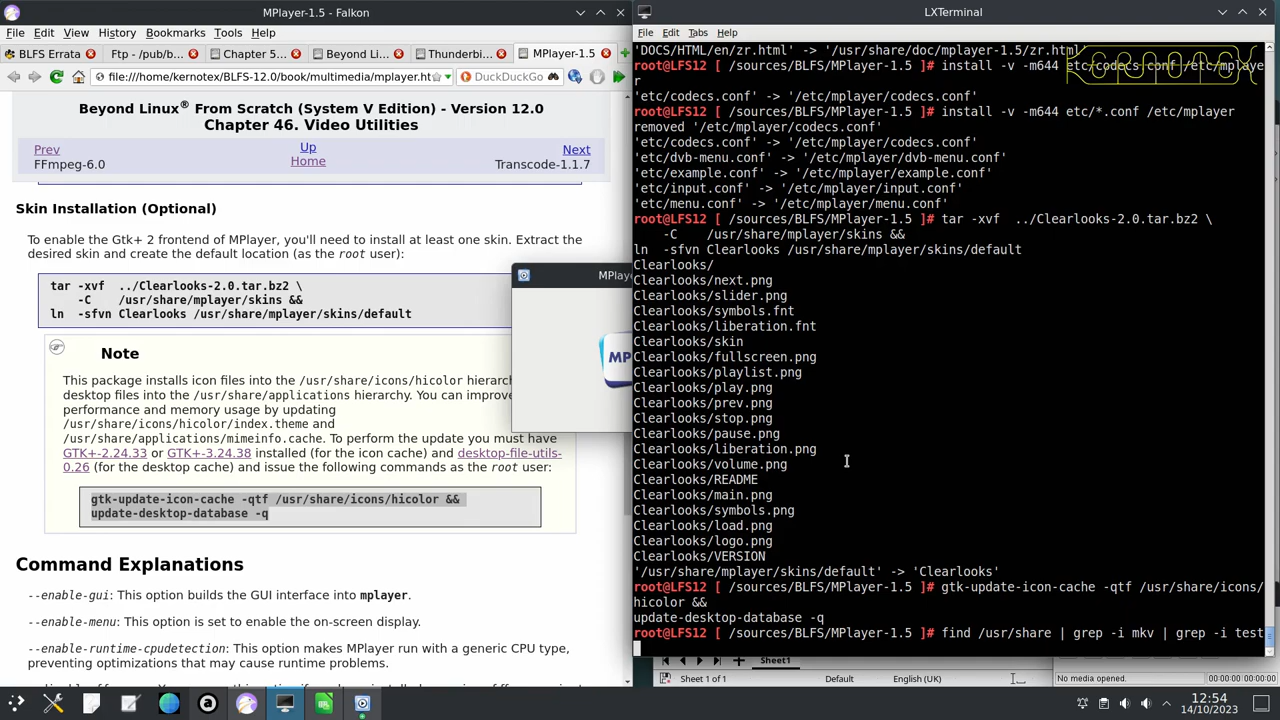 MPlayer-1.5 - Falkon
File Edit View History Bookmarks Tools Help
BLFS Errata
Ftp - /pub/b...
Chapter 5...
Beyond Li...
Thunderbi...
MPlayer-1.5
file:///home/kernotex/BLFS-12.0/book/multimedia/mplayer.ht
DuckDuckGo
Beyond Linux® From Scratch (System V Edition) - Version 12.0
Chapter 46. Video Utilities
Prev
Up
Next
FFmpeg-6.0
Home
Transcode-1.1.7
Skin Installation (Optional)
To enable the Gtk+ 2 frontend of MPlayer, you'll need to install at least one skin. Extract the
desired skin and create the default location (as the root user):
tar -xvf  ../Clearlooks-2.0.tar.bz2 \
    -C    /usr/share/mplayer/skins &&
ln  -sfvn Clearlooks /usr/share/mplayer/skins/default
Note
This package installs icon files into the /usr/share/icons/hicolor hierarc
desktop files into the /usr/share/applications hierarchy. You can improve
performance and memory usage by updating
/usr/share/icons/hicolor/index.theme and
/usr/share/applications/mimeinfo.cache. To perform the update you must have
GTK+-2.24.33 or GTK+-3.24.38 installed (for the icon cache) and desktop-file-utils-
0.26 (for the desktop cache) and issue the following commands as the root user:
gtk-update-icon-cache -qtf /usr/share/icons/hicolor &&
update-desktop-database -q
Command Explanations
--enable-gui: This option builds the GUI interface into mplayer.
--enable-menu: This option is set to enable the on-screen display.
--enable-runtime-cpudetection: This option makes MPlayer run with a generic CPU type,
preventing optimizations that may cause runtime problems.
MPlaye
MP
LXTerminal
File Edit Tabs Help
'DOCS/HTML/en/zr.html' -> '/usr/share/doc/mplayer-1.5/zr.html'
root@LFS12 [ /sources/BLFS/MPlayer-1.5 ]# install -v -m644 etc/codecs.conf /etc/mplaye
r
'etc/codecs.conf' -> '/etc/mplayer/codecs.conf'
root@LFS12 [ /sources/BLFS/MPlayer-1.5 ]# install -v -m644 etc/*.conf /etc/mplayer
removed '/etc/mplayer/codecs.conf'
'etc/codecs.conf' -> '/etc/mplayer/codecs.conf'
'etc/dvb-menu.conf' -> '/etc/mplayer/dvb-menu.conf'
'etc/example.conf' -> '/etc/mplayer/example.conf'
'etc/input.conf' -> '/etc/mplayer/input.conf'
'etc/menu.conf' -> '/etc/mplayer/menu.conf'
root@LFS12 [ /sources/BLFS/MPlayer-1.5 ]# tar -xvf  ../Clearlooks-2.0.tar.bz2 \
    -C    /usr/share/mplayer/skins &&
ln  -sfvn Clearlooks /usr/share/mplayer/skins/default
Clearlooks/
Clearlooks/next.png
Clearlooks/slider.png
Clearlooks/symbols.fnt
Clearlooks/liberation.fnt
Clearlooks/skin
Clearlooks/fullscreen.png
Clearlooks/playlist.png
Clearlooks/play.png
Clearlooks/prev.png
Clearlooks/stop.png
Clearlooks/pause.png
Clearlooks/liberation.png
Clearlooks/volume.png
Clearlooks/README
Clearlooks/main.png
Clearlooks/symbols.png
Clearlooks/load.png
Clearlooks/logo.png
Clearlooks/VERSION
'/usr/share/mplayer/skins/default' -> 'Clearlooks'
root@LFS12 [ /sources/BLFS/MPlayer-1.5 ]# gtk-update-icon-cache -qtf /usr/share/icons/
hicolor &&
update-desktop-database -q
root@LFS12 [ /sources/BLFS/MPlayer-1.5 ]# find /usr/share | grep -i mkv | grep -i test
Sheet1
Sheet 1 of 1
Default
English (UK)
No media opened.
00:00:00
00:00:00
12:54
14/10/2023